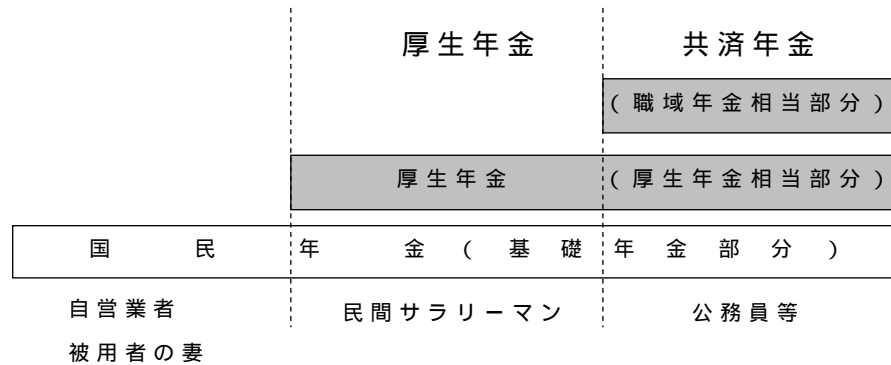 厚生年金 共済年金
(職域年金相当部分)
厚生年金 (厚生年金相当部分)
国民年金(基礎年金部分)
自営業者 民間サラリーマン 公務員等
被用者の妻